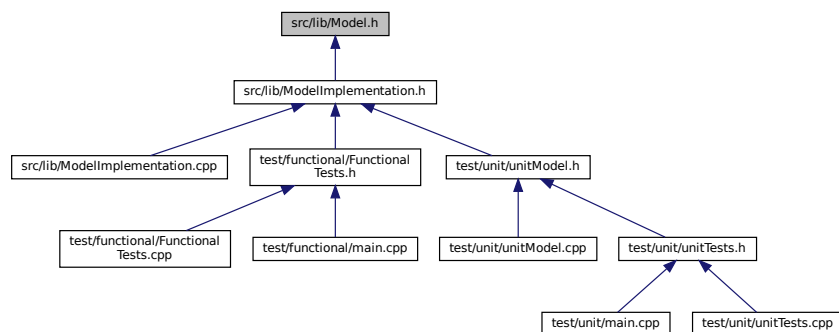 src/lib/Model.h
src/lib/ModelImplementation.h
src/lib/ModelImplementation.cpp
test/functional/Functional
Tests.h
test/unit/unitModel.h
test/functional/Functional
Tests.cpp
test/functional/main.cpp
test/unit/unitModel.cpp
test/unit/unitTests.h
test/unit/main.cpp
test/unit/unitTests.cpp